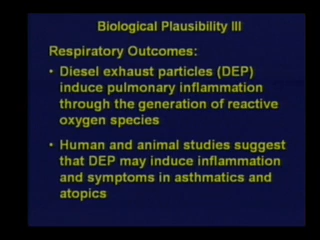 Biological Plausibility III
Respiratory Outcomes:
• Diesel exhaust particles (DEP)
induce pulmonary inflammation
through the generation of reactive
oxygen species
• Human and animal studies suggest
that DEP may induce inflammation
and symptoms in asthmatics and
atopics